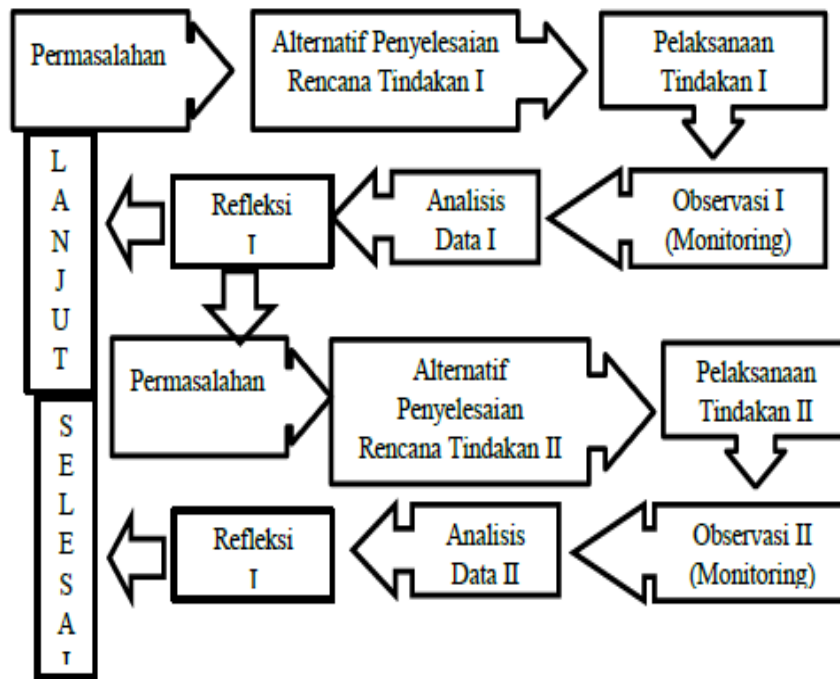 Permasalahan
Alternatif Penyelesaian
Rencana Tindakan I
Pelaksanaan
Tindakan I
L
A
N
J
U
T
Refleksi
I
Analisis
Data I
Observasi I
(Monitoring)
Permasalahan
Alternatif
Penyelesaian
Rencana Tindakan II
Pelaksanaan
Tindakan II
S
E
L
E
S
A
I
Refleksi
I
Analisis
Data II
Observasi II
(Monitoring)